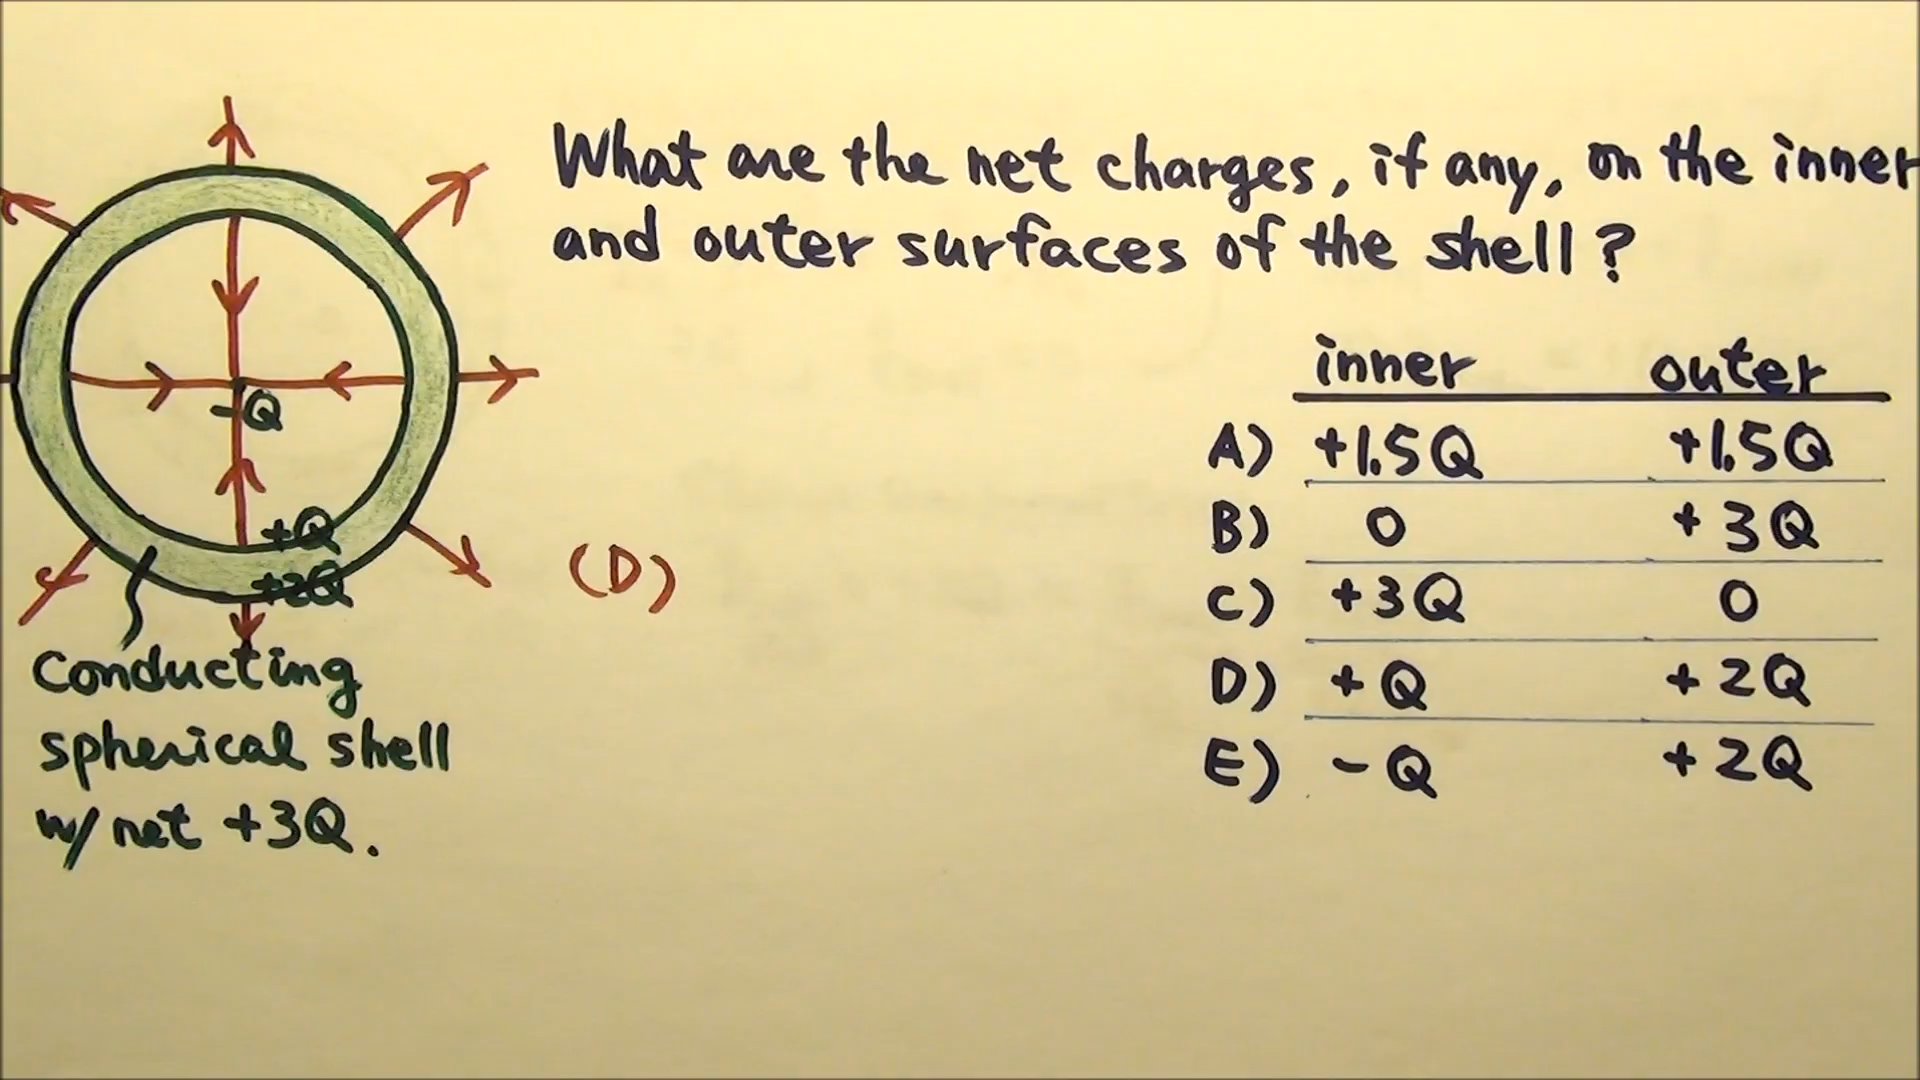 What are the net charges, if any, on the inner
and outer surfaces of the shell?
inner outer
A) +1.5Q +1.5Q
B) 0 +3Q
C) +3Q 0
D) +Q +2Q
E) -Q +2Q
-Q
+Q
+2Q
(D)
Conducting
spherical shell
w/ net +3Q.